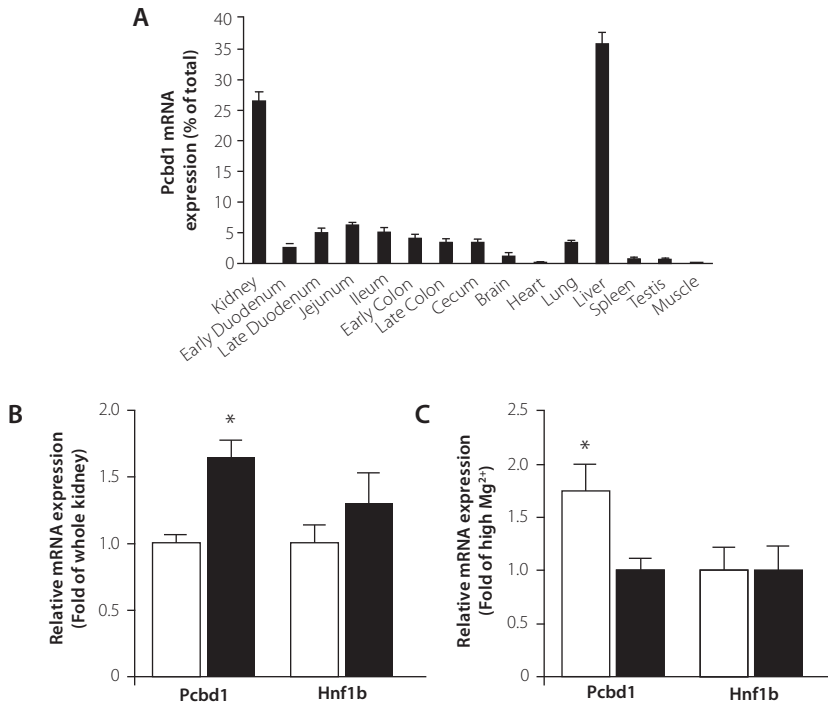 A
Pcbd1 mRNA
expression (% of total)
40
35
30
25
20
15
10
5
0
Kidney
Early Duodenum
Late Duodenum
Jejunum
Ileum
Early Colon
Late Colon
Cecum
Brain
Heart
Lung
Liver
Spleen
Testis
Muscle
B
Relative mRNA expression
(Fold of whole kidney)
2.0
1.5
1.0
0.5
0
*
Pcbd1
Hnf1b
C
Relative mRNA expression
(Fold of high Mg²⁺)
2.5
2.0
1.5
1.0
0.5
0
*
Pcbd1
Hnf1b